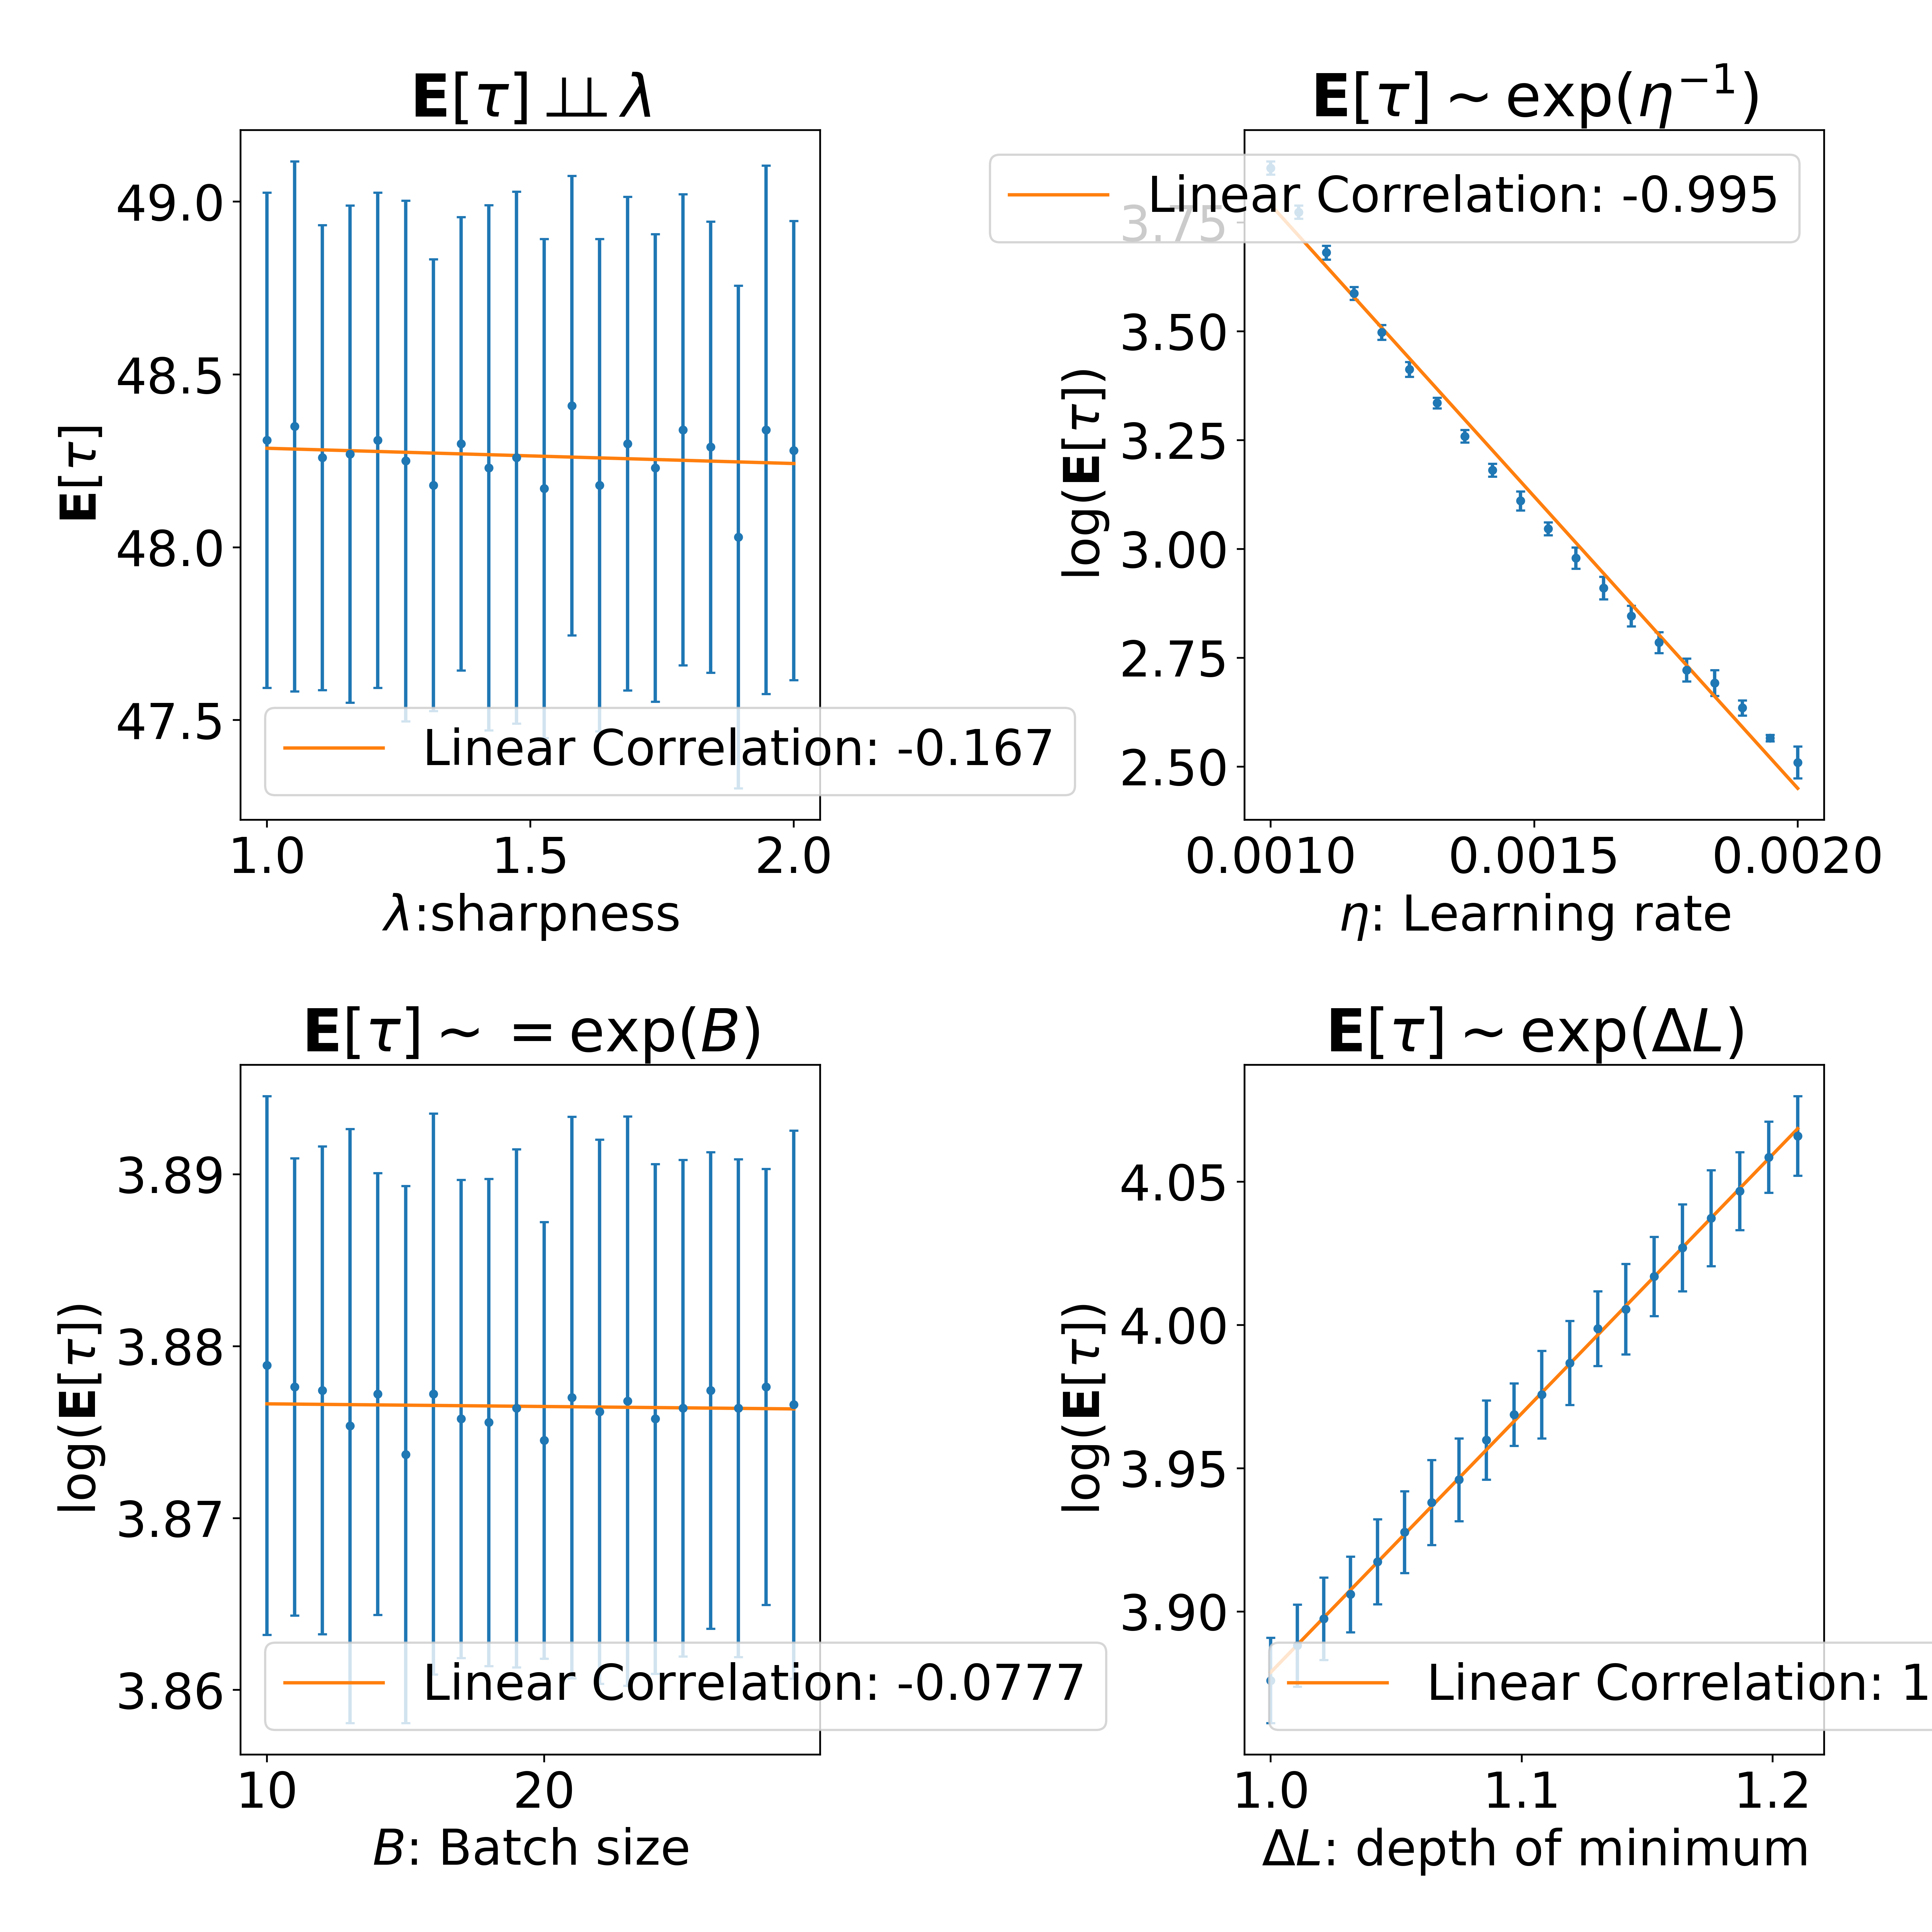 E[τ] ⫫ λ
49.0
48.5
48.0
47.5
E[τ]
Linear Correlation: -0.167
1.0 1.5 2.0
λ:sharpness
E[τ] ~ exp(η⁻¹)
Linear Correlation: -0.995
3.75
3.50
3.25
3.00
2.75
2.50
log(E[τ])
0.0010 0.0015 0.0020
η: Learning rate
E[τ] ~ = exp(B)
3.89
3.88
3.87
3.86
log(E[τ])
Linear Correlation: -0.0777
10 20
B: Batch size
E[τ] ~ exp(ΔL)
4.05
4.00
3.95
3.90
log(E[τ])
Linear Correlation: 1
1.0 1.1 1.2
ΔL: depth of minimum